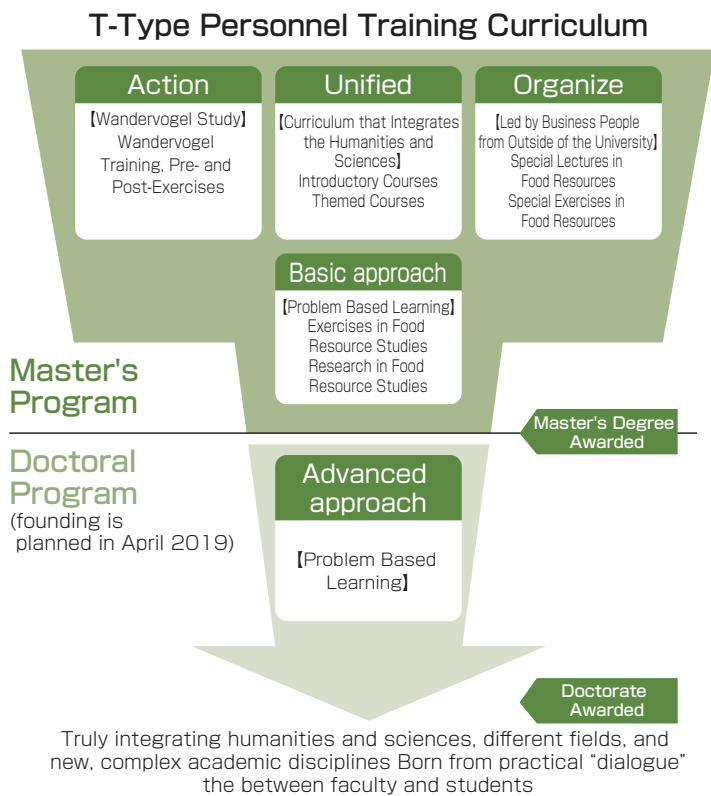 T-Type Personnel Training Curriculum
Action
【Wandervogel Study】
Wandervogel
Training, Pre- and
Post-Exercises
Unified
【Curriculum that Integrates
the Humanities and
Sciences】
Introductory Courses
Themed Courses
Organize
【Led by Business People
from Outside of the University】
Special Lectures in
Food Resources
Special Exercises in
Food Resources
Basic approach
【Problem Based Learning】
Exercises in Food
Resource Studies
Research in Food
Resource Studies
Master's
Program
Master's Degree
Awarded
Doctoral
Program
(founding is
planned in April 2019)
Advanced
approach
【Problem Based
Learning】
Doctorate
Awarded
Truly integrating humanities and sciences, different fields, and
new, complex academic disciplines Born from practical “dialogue”
the between faculty and students